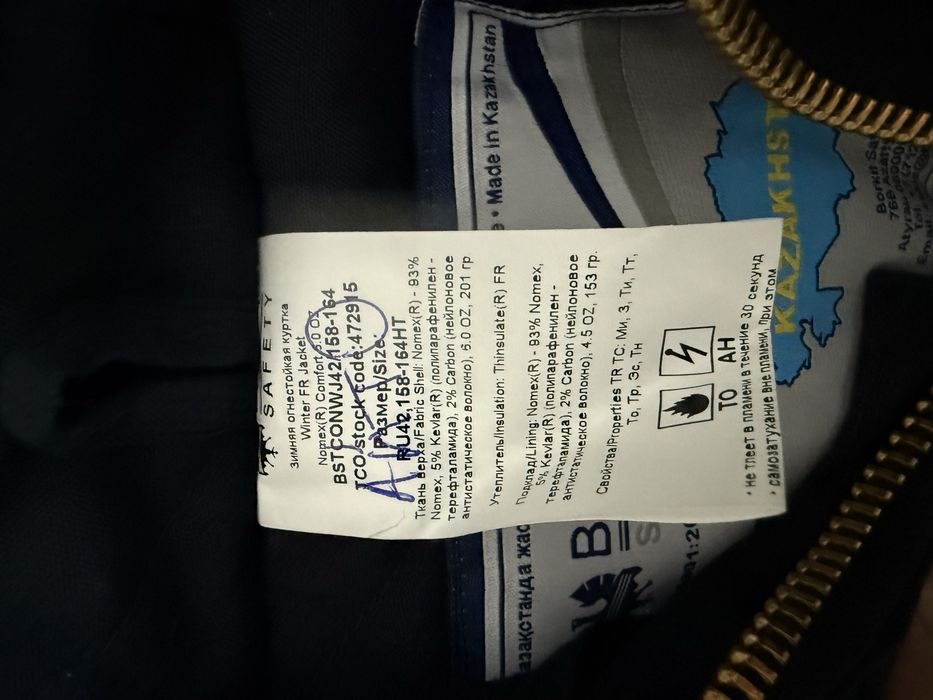 SAFETY
зимняя огнестойкая куртка
Winter FR Jacket
Nomex(R) Comfort, 6.0 Oz
BSTCONWJ42/158-164
TCO stock code:472915
Размер/Size:
RU42, 158-164HT
Ткань верха/Fabric Shell: Nomex(R) - 93%
Nomex, 5% Kevlar(R) (полипарафенилен -
терефталамида), 2% Carbon (нейлоновое
антистатическое волокно), 6.0 OZ, 201 гр
Утеплитель/Insulation: Thinsulate(R) FR
Подклад/Lining: Nomex(R) - 93% Nomex,
5% Kevlar(R) (полипарафенилен -
терефталамида), 2% Carbon (нейлоновое
антистатическое волокно), 4.5 OZ, 153 гр.
Свойства/Properties TR TC: Ми, З, Ти, Тт,
То, Тр, Эс, Тн
ТО АН
• не тлеет в пламени в течение 30 секунд
• самозатухание вне пламени, при этом
• Made in Kazakhstan
KAZAKHST